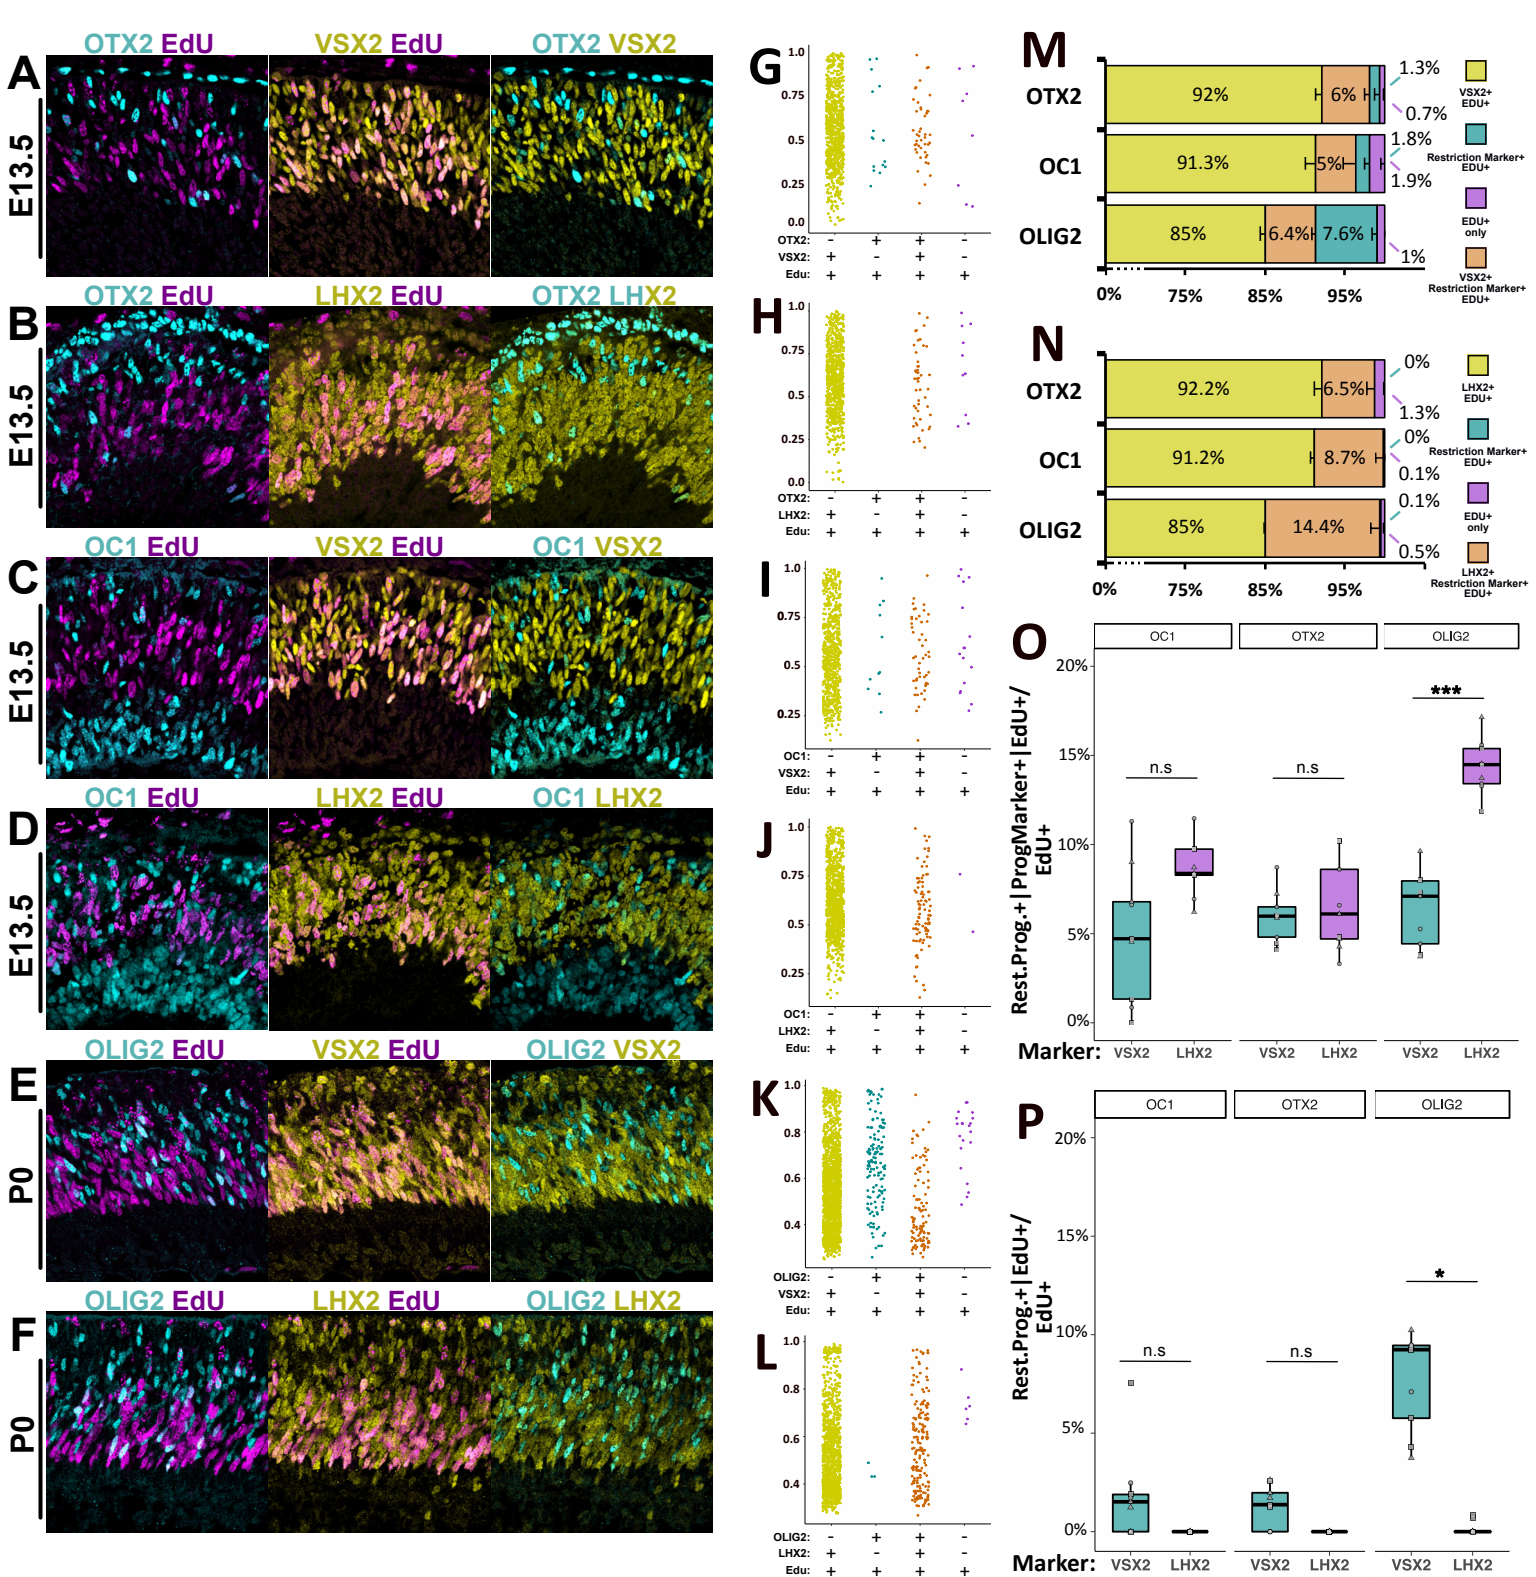 A
E13.5
OTX2 EdU
VSX2 EdU
OTX2 VSX2
B
E13.5
OTX2 EdU
LHX2 EdU
OTX2 LHX2
C
E13.5
OC1 EdU
VSX2 EdU
OC1 VSX2
D
E13.5
OC1 EdU
LHX2 EdU
OC1 LHX2
E
P0
OLIG2 EdU
VSX2 EdU
OLIG2 VSX2
F
P0
OLIG2 EdU
LHX2 EdU
OLIG2 LHX2
G
1.0
0.75
0.5
0.25
0.0
OTX2: - + + -
VSX2: + - + -
Edu: + + + +
H
1.0
0.75
0.5
0.25
0.0
OTX2: - + + -
LHX2: + - + -
Edu: + + + +
I
1.0
0.75
0.5
0.25
OC1: - + + -
VSX2: + - + -
Edu: + + + +
J
1.0
0.75
0.5
0.25
OC1: - + + -
LHX2: + - + -
Edu: + + + +
K
1.0
0.8
0.6
0.4
OLIG2: - + + -
VSX2: + - + -
Edu: + + + +
L
1.0
0.8
0.6
0.4
OLIG2: - + + -
LHX2: + - + -
Edu: + + + +
M
OTX2
92%
6%
1.3%
0.7%
OC1
91.3%
5%
1.8%
1.9%
OLIG2
85%
6.4%
7.6%
1%
0%
75%
85%
95%
VSX2+
EDU+
Restriction Marker+
EDU+
EDU+
only
VSX2+
Restriction Marker+
EDU+
N
OTX2
92.2%
6.5%
0%
1.3%
OC1
91.2%
8.7%
0%
0.1%
OLIG2
85%
14.4%
0.1%
0.5%
0%
75%
85%
95%
LHX2+
EDU+
Restriction Marker+
EDU+
EDU+
only
LHX2+
Restriction Marker+
EDU+
O
Rest.Prog.+|ProgMarker+|EdU+/
EdU+
OC1
OTX2
OLIG2
20%
15%
10%
5%
0%
n.s
n.s
***
Marker: VSX2 LHX2 VSX2 LHX2 VSX2 LHX2
P
Rest.Prog.+|EdU+/
EdU+
OC1
OTX2
OLIG2
20%
15%
10%
5%
0%
n.s
n.s
*
Marker: VSX2 LHX2 VSX2 LHX2 VSX2 LHX2